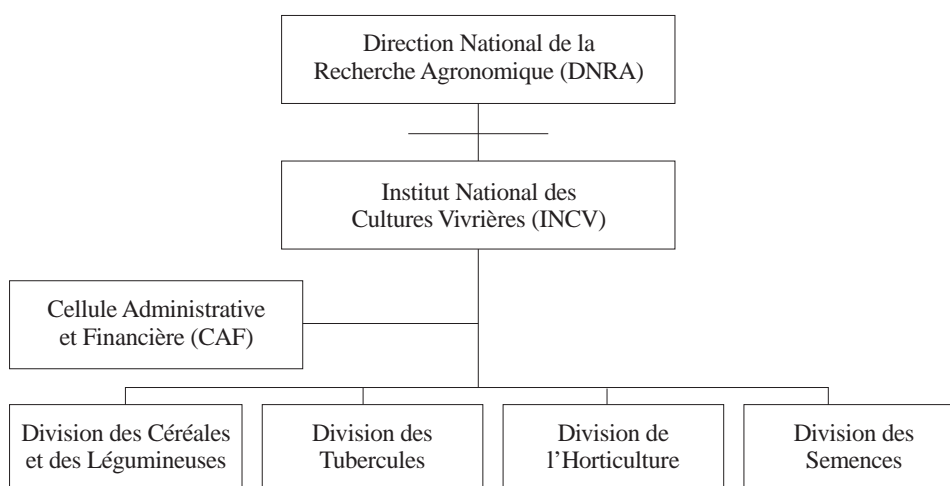 Direction National de la
Recherche Agronomique (DNRA)
Institut National des
Cultures Vivrières (INCV)
Cellule Administrative
et Financière (CAF)
Division des Céréales
et des Légumineuses
Division des
Tubercules
Division de
l’Horticulture
Division des
Semences